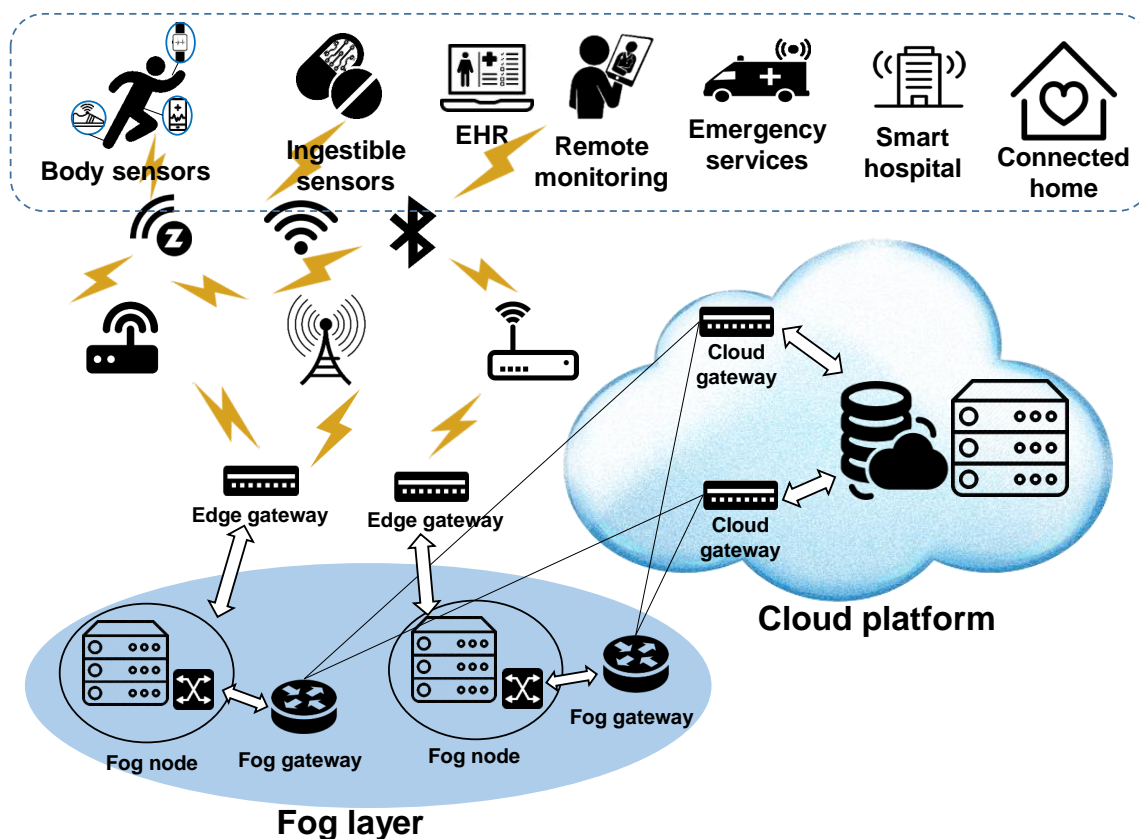 Body sensors
Ingestible
sensors
EHR
Remote
monitoring
Emergency
services
Smart
hospital
Connected
home
Z
Cloud
gateway
Edge gateway
Edge gateway
Cloud
gateway
Cloud platform
Fog node
Fog gateway
Fog node
Fog gateway
Fog layer